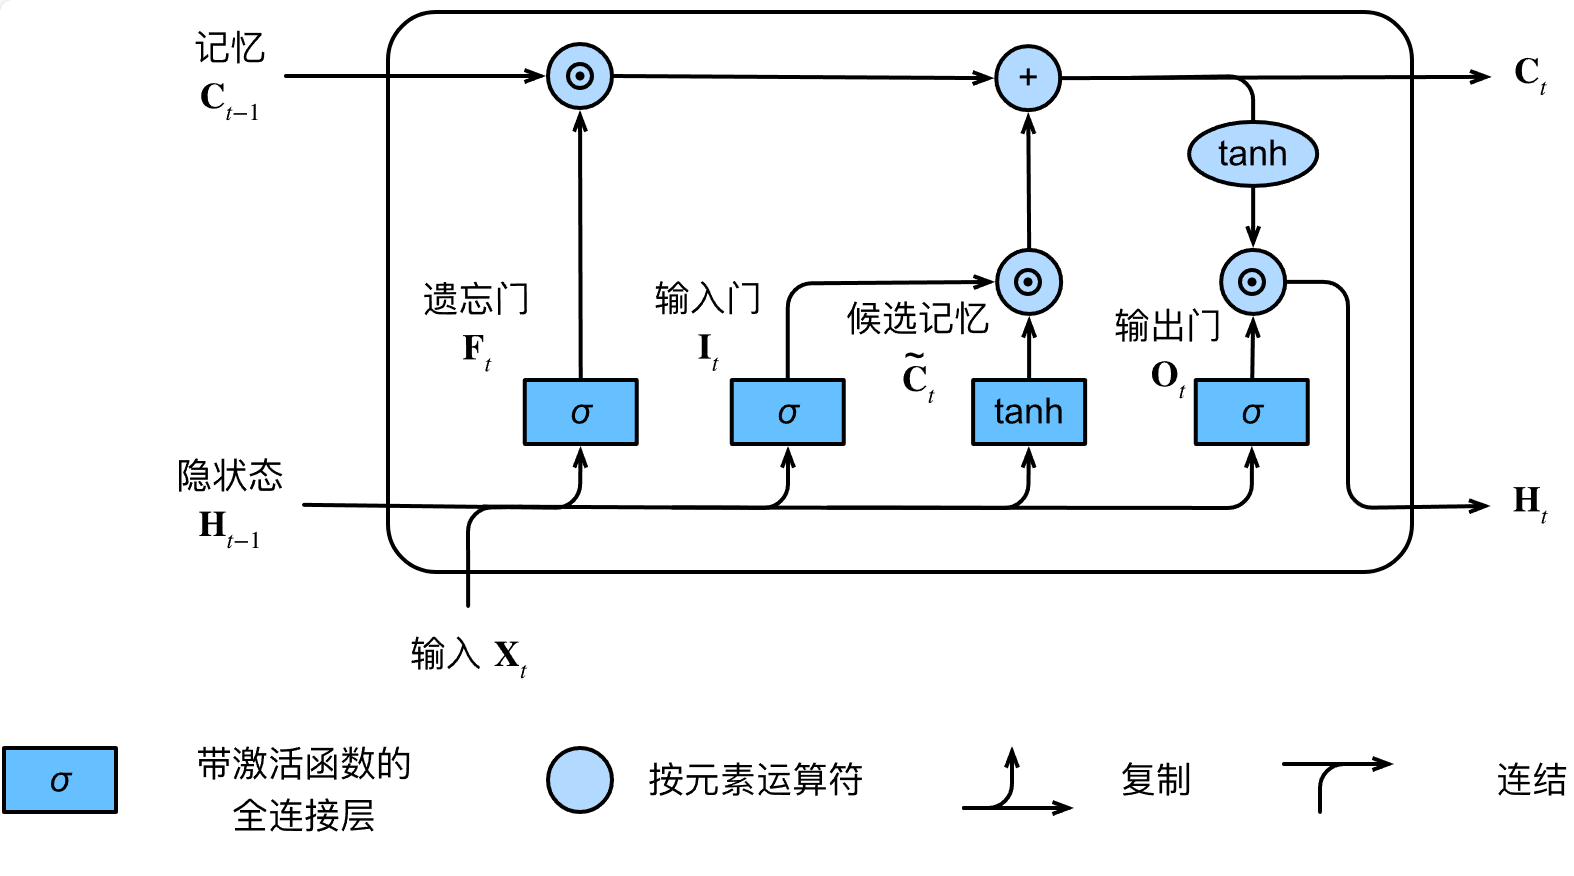 记忆
C_{t-1}
⊙
+
C_t
tanh
遗忘门
F_t
输入门
I_t
⊙
候选记忆
C̃_t
⊙
输出门
O_t
σ
σ
tanh
σ
隐状态
H_{t-1}
H_t
输入 X_t
σ
带激活函数的
全连接层
按元素运算符
复制
连结